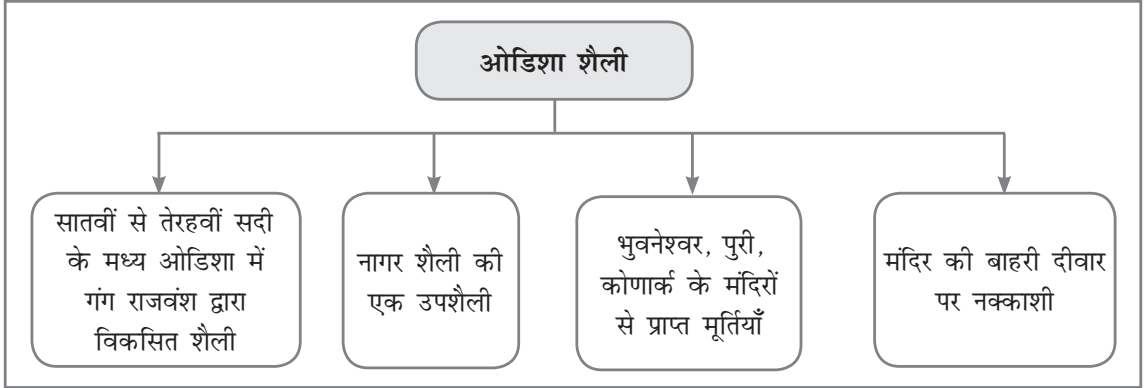 ओडिशा शैली
सातवीं से तेरहवीं सदी
के मध्य ओडिशा में
गंग राजवंश द्वारा
विकसित शैली
नागर शैली की
एक उपशैली
भुवनेश्वर, पुरी,
कोणार्क के मंदिरों
से प्राप्त मूर्तियाँ
मंदिर की बाहरी दीवार
पर नक्काशी